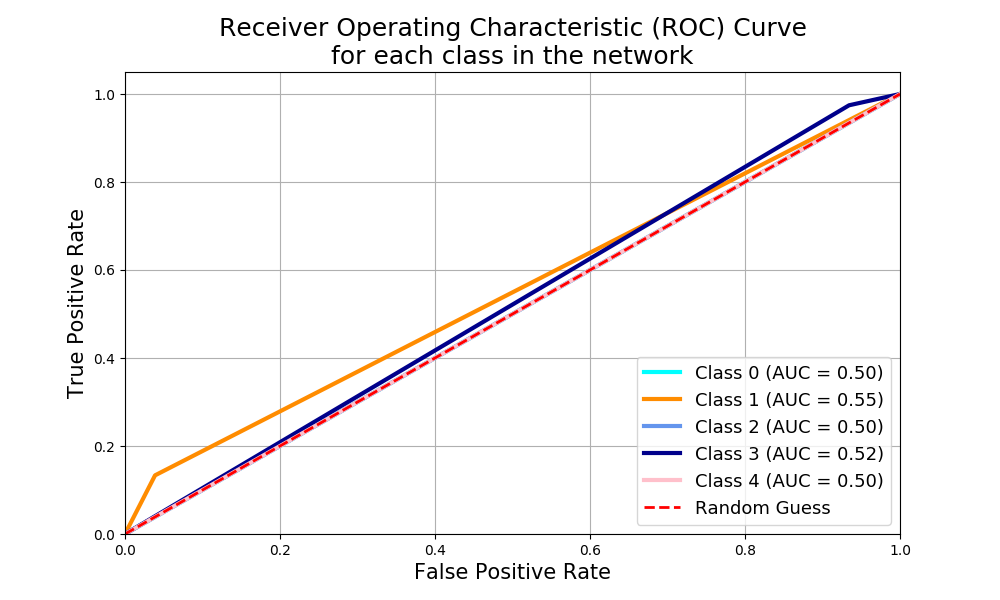 Receiver Operating Characteristic (ROC) Curve
for each class in the network
True Positive Rate
1.0
0.8
0.6
0.4
0.2
0.0
Class 0 (AUC = 0.50)
Class 1 (AUC = 0.55)
Class 2 (AUC = 0.50)
Class 3 (AUC = 0.52)
Class 4 (AUC = 0.50)
Random Guess
0.0 0.2 0.4 0.6 0.8 1.0
False Positive Rate